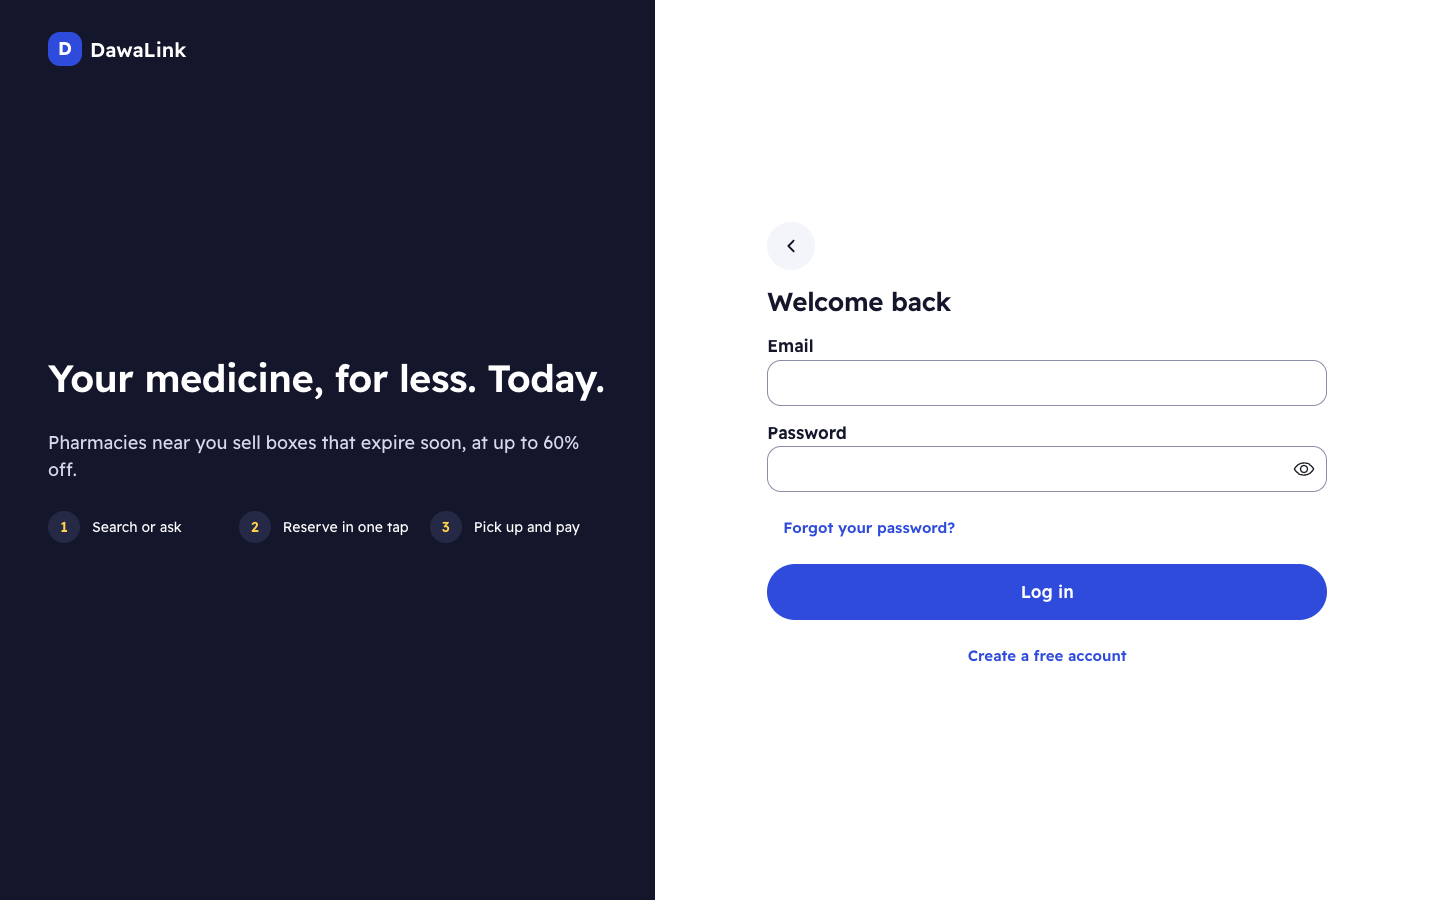 D DawaLink
Your medicine, for less. Today.
Pharmacies near you sell boxes that expire soon, at up to 60%
off.
1 Search or ask 2 Reserve in one tap 3 Pick up and pay
Welcome back
Email
Password
Forgot your password?
Log in
Create a free account